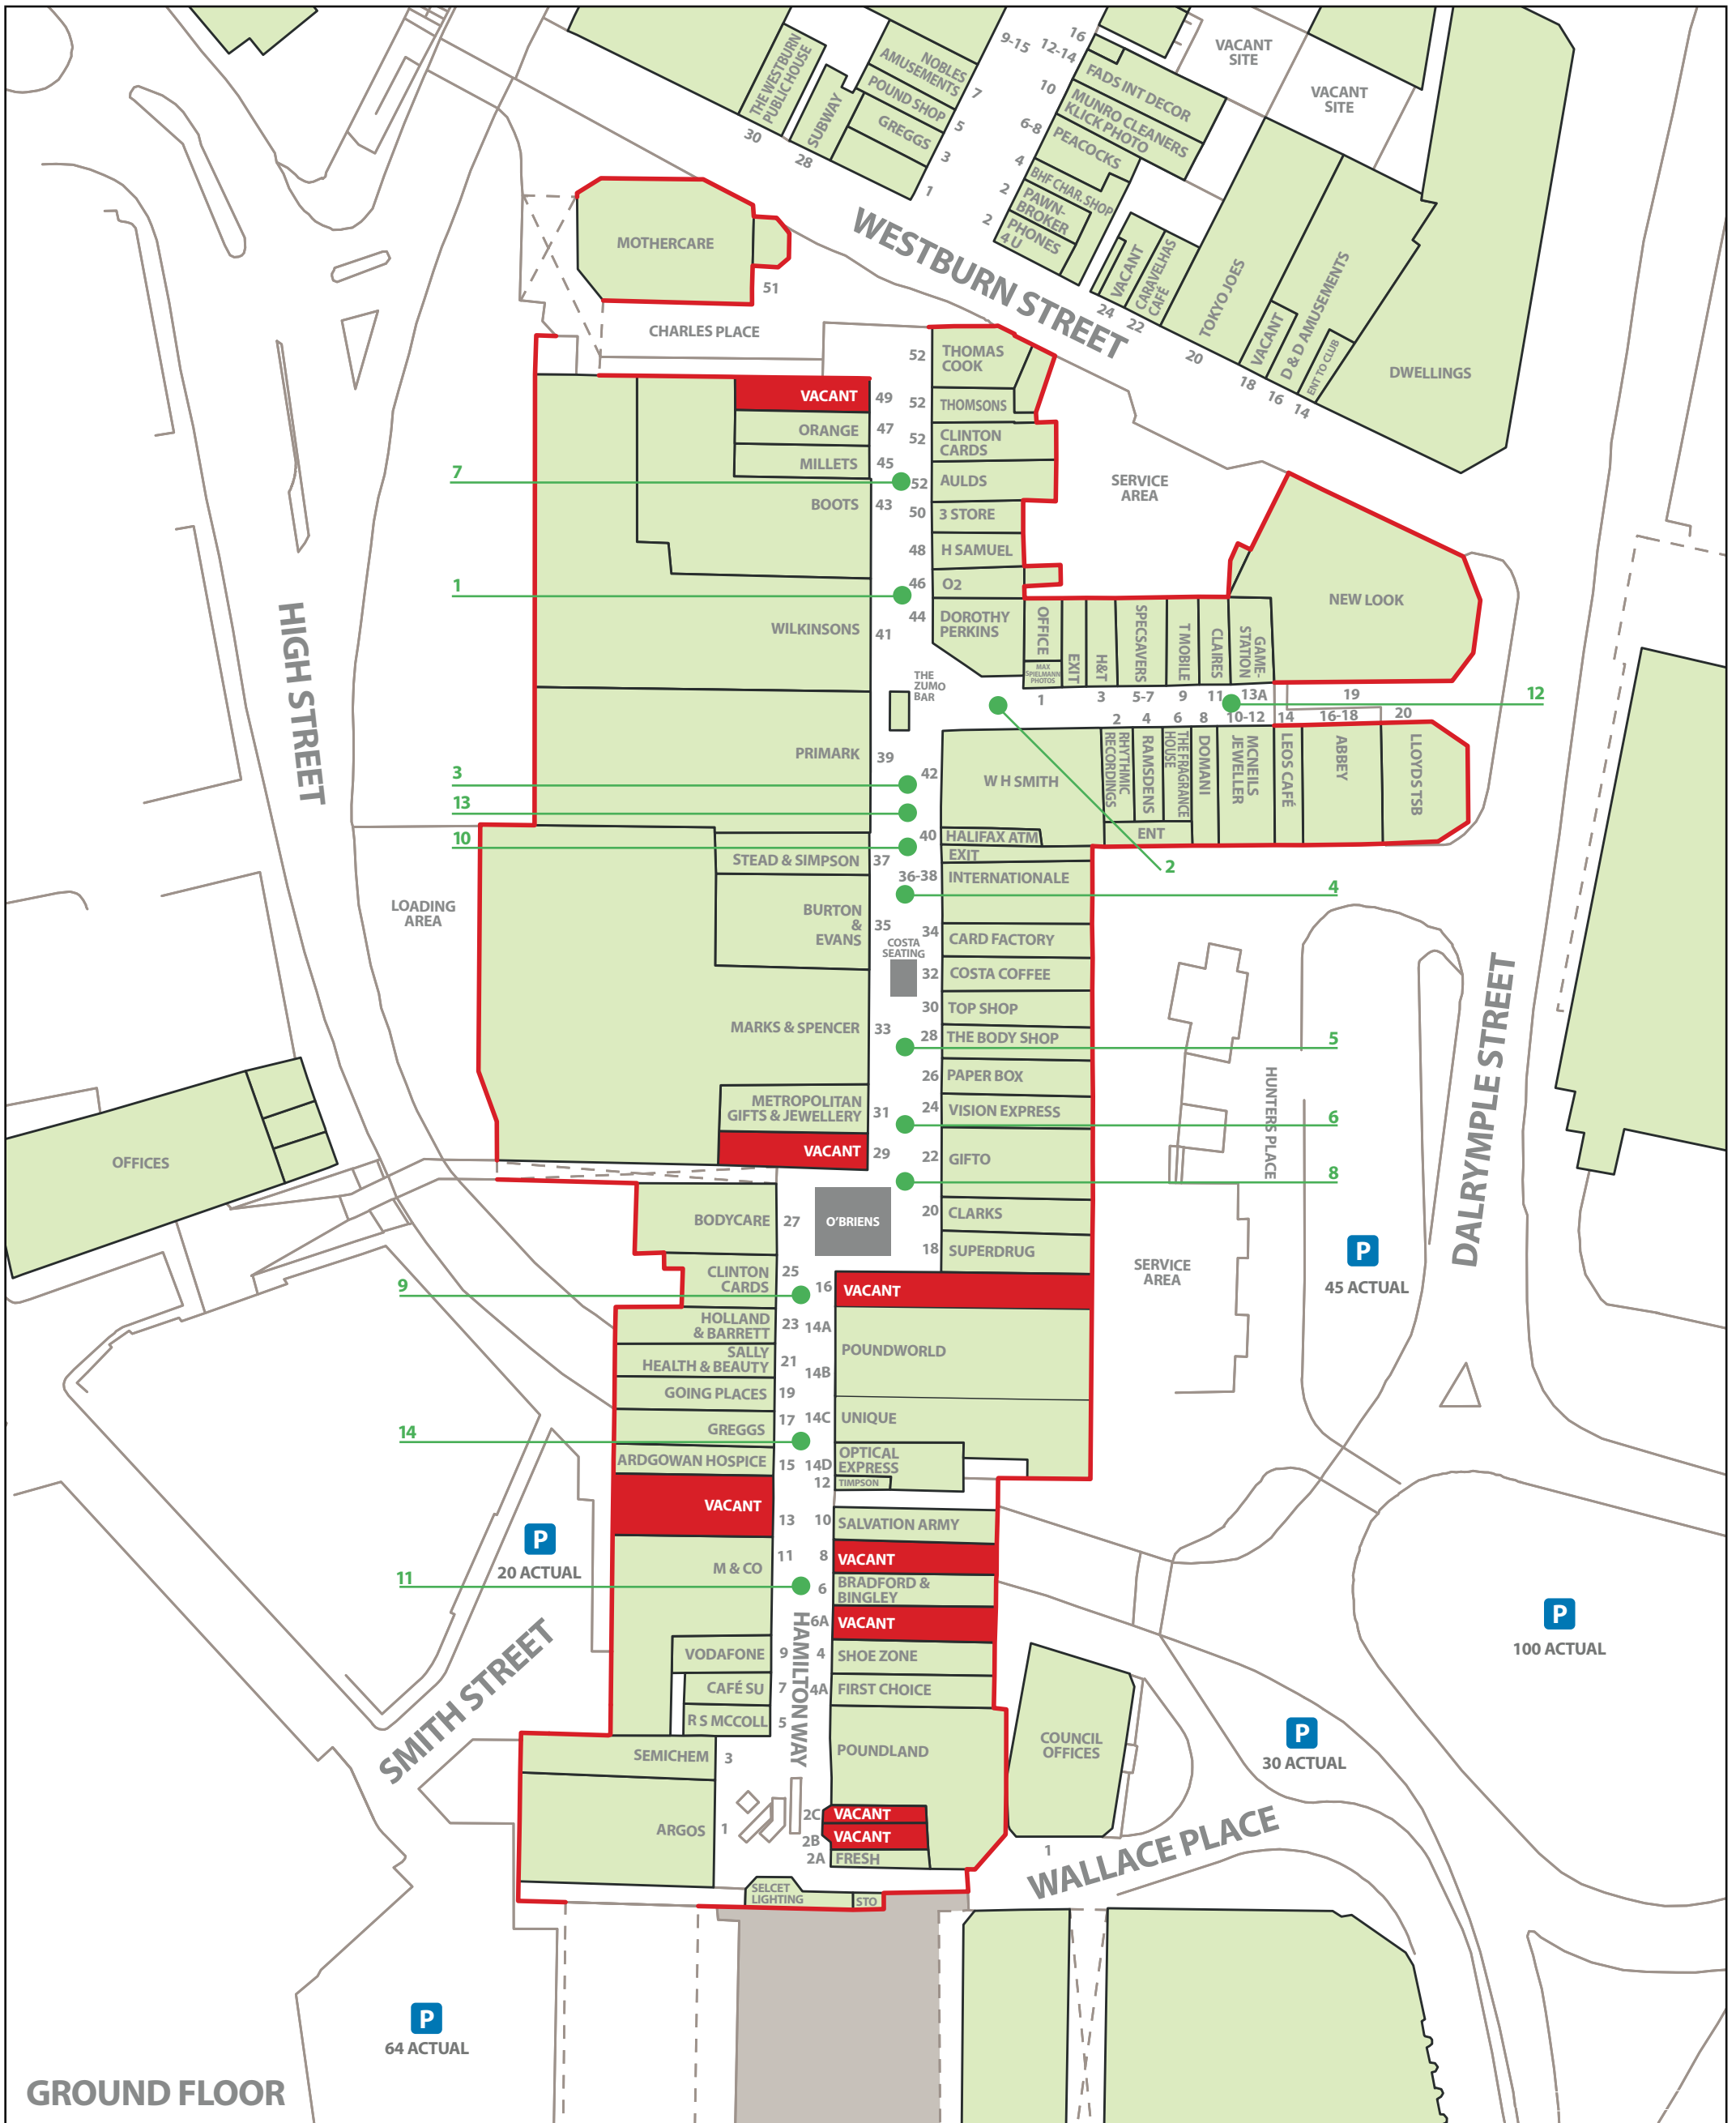 THE WESTBURN
PUBLIC HOUSE
30
SUBWAY
28
NOBLES
AMUSEMENTS
7
POUND SHOP
5
GREGGS
3
1
9-15
12-14
16
FADS INT DECOR
10
MUNRO CLEANERS
KLICK PHOTO
6-8
PEACOCKS
4
BHF CHAR. SHOP
2
PAWN-
BROKER
2
PHONES
4 U
VACANT
SITE
VACANT
SITE
VACANT
24
CARAVELHAS
CAFÉ
22
TOKYO JOES
20
VACANT
18
D & D AMUSEMENTS
16
ENT TO CLUB
14
DWELLINGS
WESTBURN STREET
MOTHERCARE
51
CHARLES PLACE
VACANT
49
ORANGE
47
MILLETS
45
7
BOOTS
43
1
WILKINSONS
41
PRIMARK
39
3
13
10
STEAD & SIMPSON
37
BURTON
&
EVANS
35
MARKS & SPENCER
33
METROPOLITAN
GIFTS & JEWELLERY
31
VACANT
29
52
THOMAS
COOK
52
THOMSONS
52
CLINTON
CARDS
52
AULDS
50
3 STORE
48
H SAMUEL
46
O2
44
DOROTHY
PERKINS
SERVICE
AREA
THE
ZUMO
BAR
OFFICE
MAX
SPIELMANN
PHOTOS
EXIT
H&T
SPECSAVERS
T MOBILE
CLAIRES
GAME-
STATION
NEW LOOK
1
3
5-7
9
11
13A
19
12
2
4
6
8
10-12
14
16-18
20
42
W H SMITH
RHYTHMIC
RECORDINGS
RAMSDENS
THE FRAGRANCE
HOUSE
DOMANI
MCNEILS
JEWELLER
LEOS CAFÉ
ABBEY
LLOYDS TSB
ENT
2
40
HALIFAX ATM
EXIT
36-38
INTERNATIONALE
4
34
CARD FACTORY
COSTA
SEATING
32
COSTA COFFEE
30
TOP SHOP
28
THE BODY SHOP
5
26
PAPER BOX
24
VISION EXPRESS
6
22
GIFTO
8
20
CLARKS
18
SUPERDRUG
HIGH STREET
LOADING
AREA
OFFICES
HUNTERS PLACE
DALRYMPLE STREET
SERVICE
AREA
P
45 ACTUAL
BODYCARE
27
O'BRIENS
CLINTON
CARDS
25
9
16
VACANT
HOLLAND
& BARRETT
23
14A
POUNDWORLD
SALLY
HEALTH & BEAUTY
21
14B
GOING PLACES
19
GREGGS
17
14C
UNIQUE
14
ARDGOWAN HOSPICE
15
14D
OPTICAL
EXPRESS
12
TIMPSON
VACANT
13
10
SALVATION ARMY
M & CO
11
8
VACANT
11
6
BRADFORD &
BINGLEY
6A
VACANT
VODAFONE
9
4
SHOE ZONE
CAFÉ SU
7
4A
FIRST CHOICE
R S MCCOLL
5
HAMILTON WAY
SEMICHEM
3
POUNDLAND
ARGOS
1
2C
VACANT
2B
VACANT
2A
FRESH
SELCET
LIGHTING
STO
P
20 ACTUAL
SMITH STREET
COUNCIL
OFFICES
1
WALLACE PLACE
P
30 ACTUAL
P
100 ACTUAL
P
64 ACTUAL
GROUND FLOOR